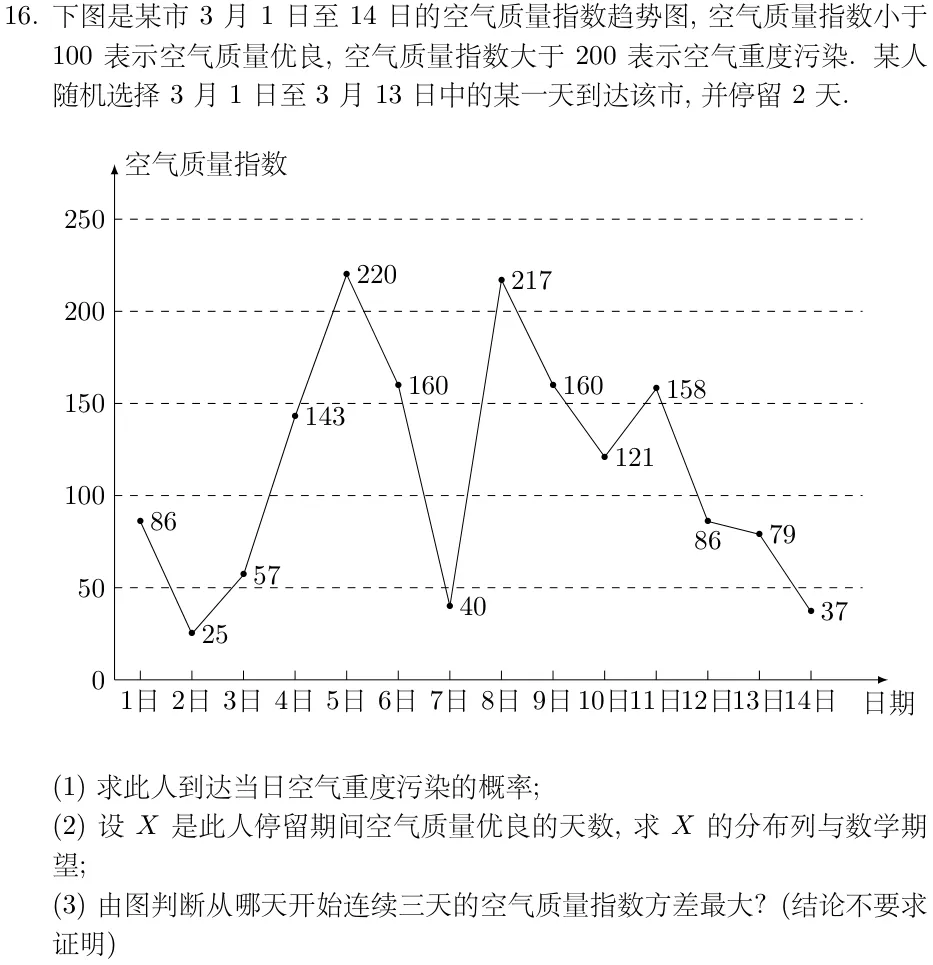 16. 下图是某市 3 月 1 日至 14 日的空气质量指数趋势图, 空气质量指数小于
100 表示空气质量优良, 空气质量指数大于 200 表示空气重度污染. 某人
随机选择 3 月 1 日至 3 月 13 日中的某一天到达该市, 并停留 2 天.
空气质量指数
250
220
217
200
160
160
158
150
143
121
100
86
86
79
57
50
40
37
25
0
1日 2日 3日 4日 5日 6日 7日 8日 9日 10日 11日 12日 13日 14日 日期
(1) 求此人到达当日空气重度污染的概率;
(2) 设 X 是此人停留期间空气质量优良的天数, 求 X 的分布列与数学期
望;
(3) 由图判断从哪天开始连续三天的空气质量指数方差最大? (结论不要求
证明)